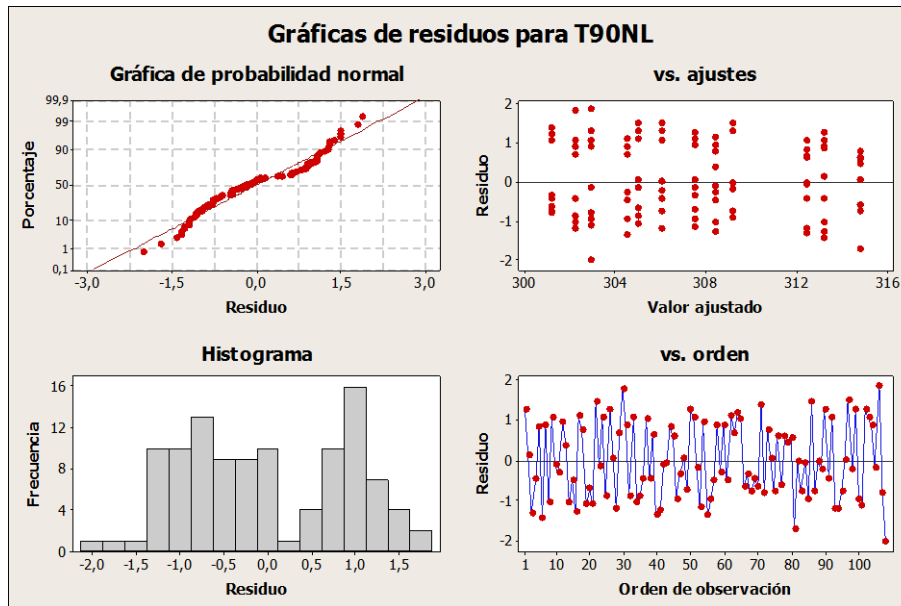 Gráficas de residuos para T90NL
Gráfica de probabilidad normal
Porcentaje
99,9
99
90
50
10
1
0,1
-3,0 -1,5 0,0 1,5 3,0
Residuo
vs. ajustes
Residuo
2
1
0
-1
-2
300 304 308 312 316
Valor ajustado
Histograma
Frecuencia
16
12
8
4
0
-2,0 -1,5 -1,0 -0,5 0,0 0,5 1,0 1,5
Residuo
vs. orden
Residuo
2
1
0
-1
-2
1 10 20 30 40 50 60 70 80 90 100
Orden de observación